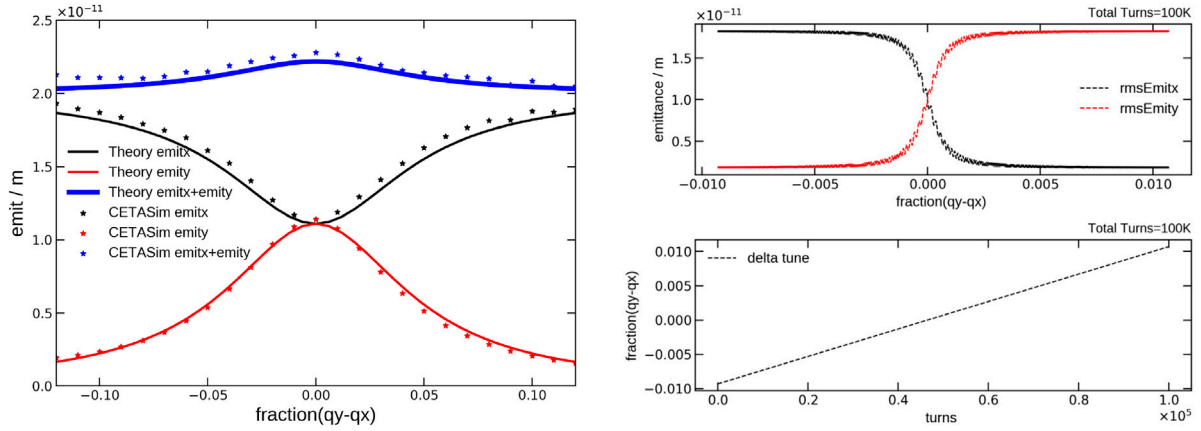 ×10⁻¹¹
2.5
2.0
1.5
1.0
0.5
0.0
emit / m
Theory emitx
Theory emity
Theory emitx+emity
CETASim emitx
CETASim emity
CETASim emitx+emity
−0.10 −0.05 0.00 0.05 0.10
fraction(qy-qx)
×10⁻¹¹
Total Turns=100K
1.5
1.0
0.5
emittance / m
rmsEmitx
rmsEmity
−0.010 −0.005 0.000 0.005 0.010
fraction(qy-qx)
Total Turns=100K
0.010
0.005
0.000
−0.005
−0.010
fraction(qy-qx)
delta tune
0.0 0.2 0.4 0.6 0.8 1.0
×10⁵
turns